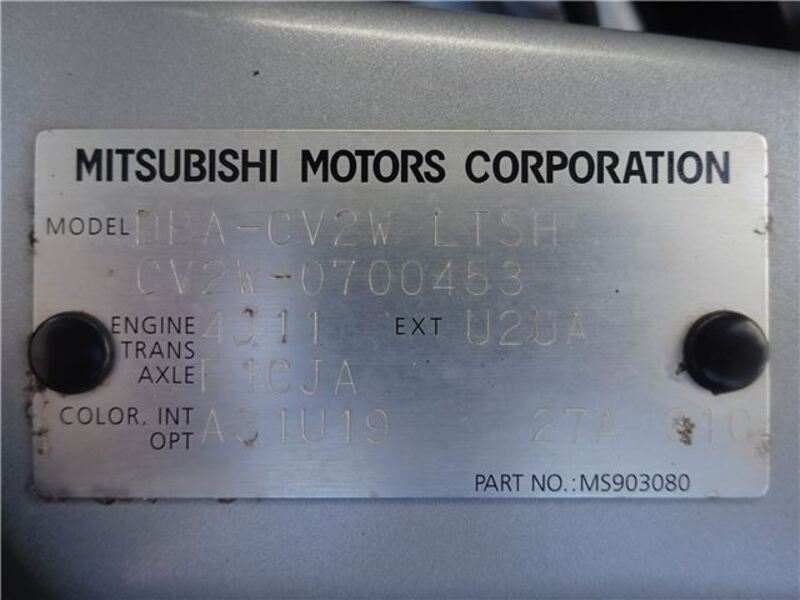 MITSUBISHI MOTORS CORPORATION
MODEL DBA-CV2W LTSH
CV2W-0700453
ENGINE 4J11 EXT U2UA
TRANS
AXLE F1CJA
COLOR, INT A31U19 27A
OPT
PART NO.: MS903080